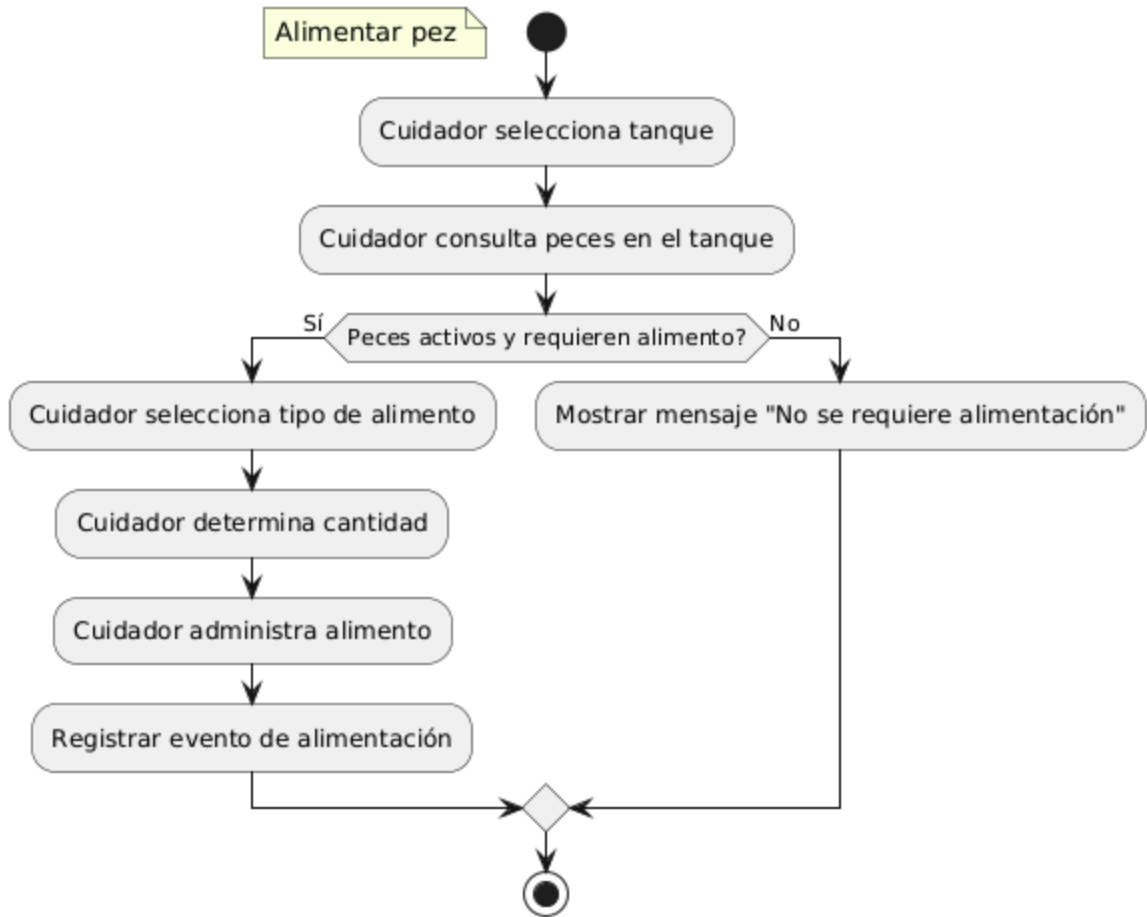 Alimentar pez
Cuidador selecciona tanque
Cuidador consulta peces en el tanque
Sí
Peces activos y requieren alimento?
No
Cuidador selecciona tipo de alimento
Mostrar mensaje "No se requiere alimentación"
Cuidador determina cantidad
Cuidador administra alimento
Registrar evento de alimentación